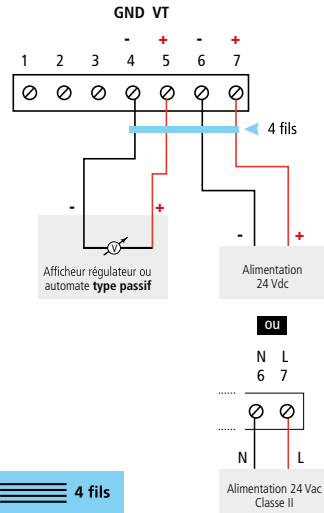 GND VT
- + - +
1 2 3 4 5 6 7
4 fils
- +
V
Afficheur régulateur ou
automate type passif
- +
Alimentation
24 Vdc
ou
N L
6 7
N L
4 fils
Alimentation 24 Vac
Classe II